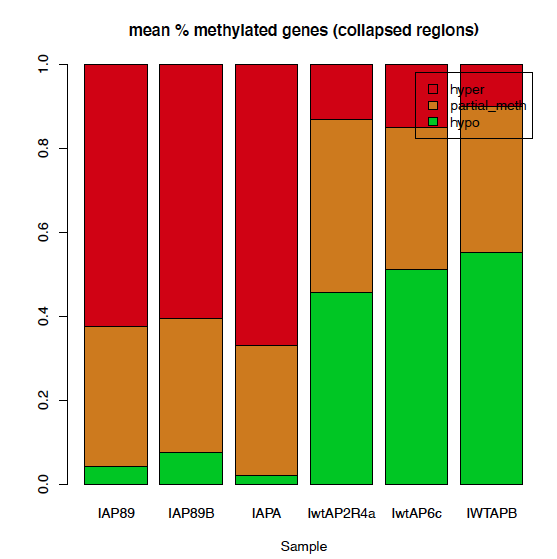 mean % methylated genes (collapsed regions)
1.0
0.8
0.6
0.4
0.2
0.0
hyper
partial_meth
hypo
IAP89 IAP89B IAPA IwtAP2R4a IwtAP6c IWTAPB
Sample